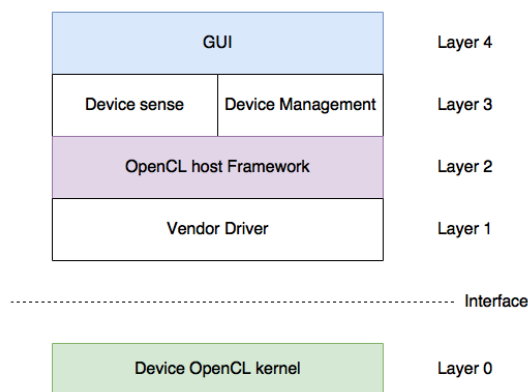 GUI Layer 4
Device sense Device Management Layer 3
OpenCL host Framework Layer 2
Vendor Driver Layer 1
Interface
Device OpenCL kernel Layer 0